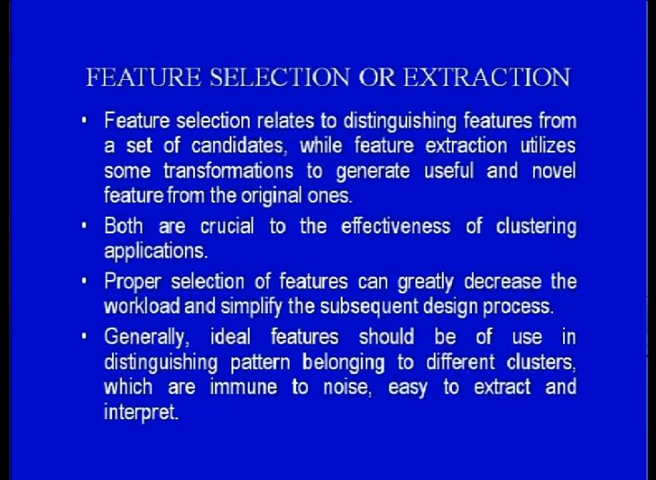 FEATURE SELECTION OR EXTRACTION
• Feature selection relates to distinguishing features from
a set of candidates, while feature extraction utilizes
some transformations to generate useful and novel
feature from the original ones.
• Both are crucial to the effectiveness of clustering
applications.
• Proper selection of features can greatly decrease the
workload and simplify the subsequent design process.
• Generally, ideal features should be of use in
distinguishing pattern belonging to different clusters,
which are immune to noise, easy to extract and
interpret.